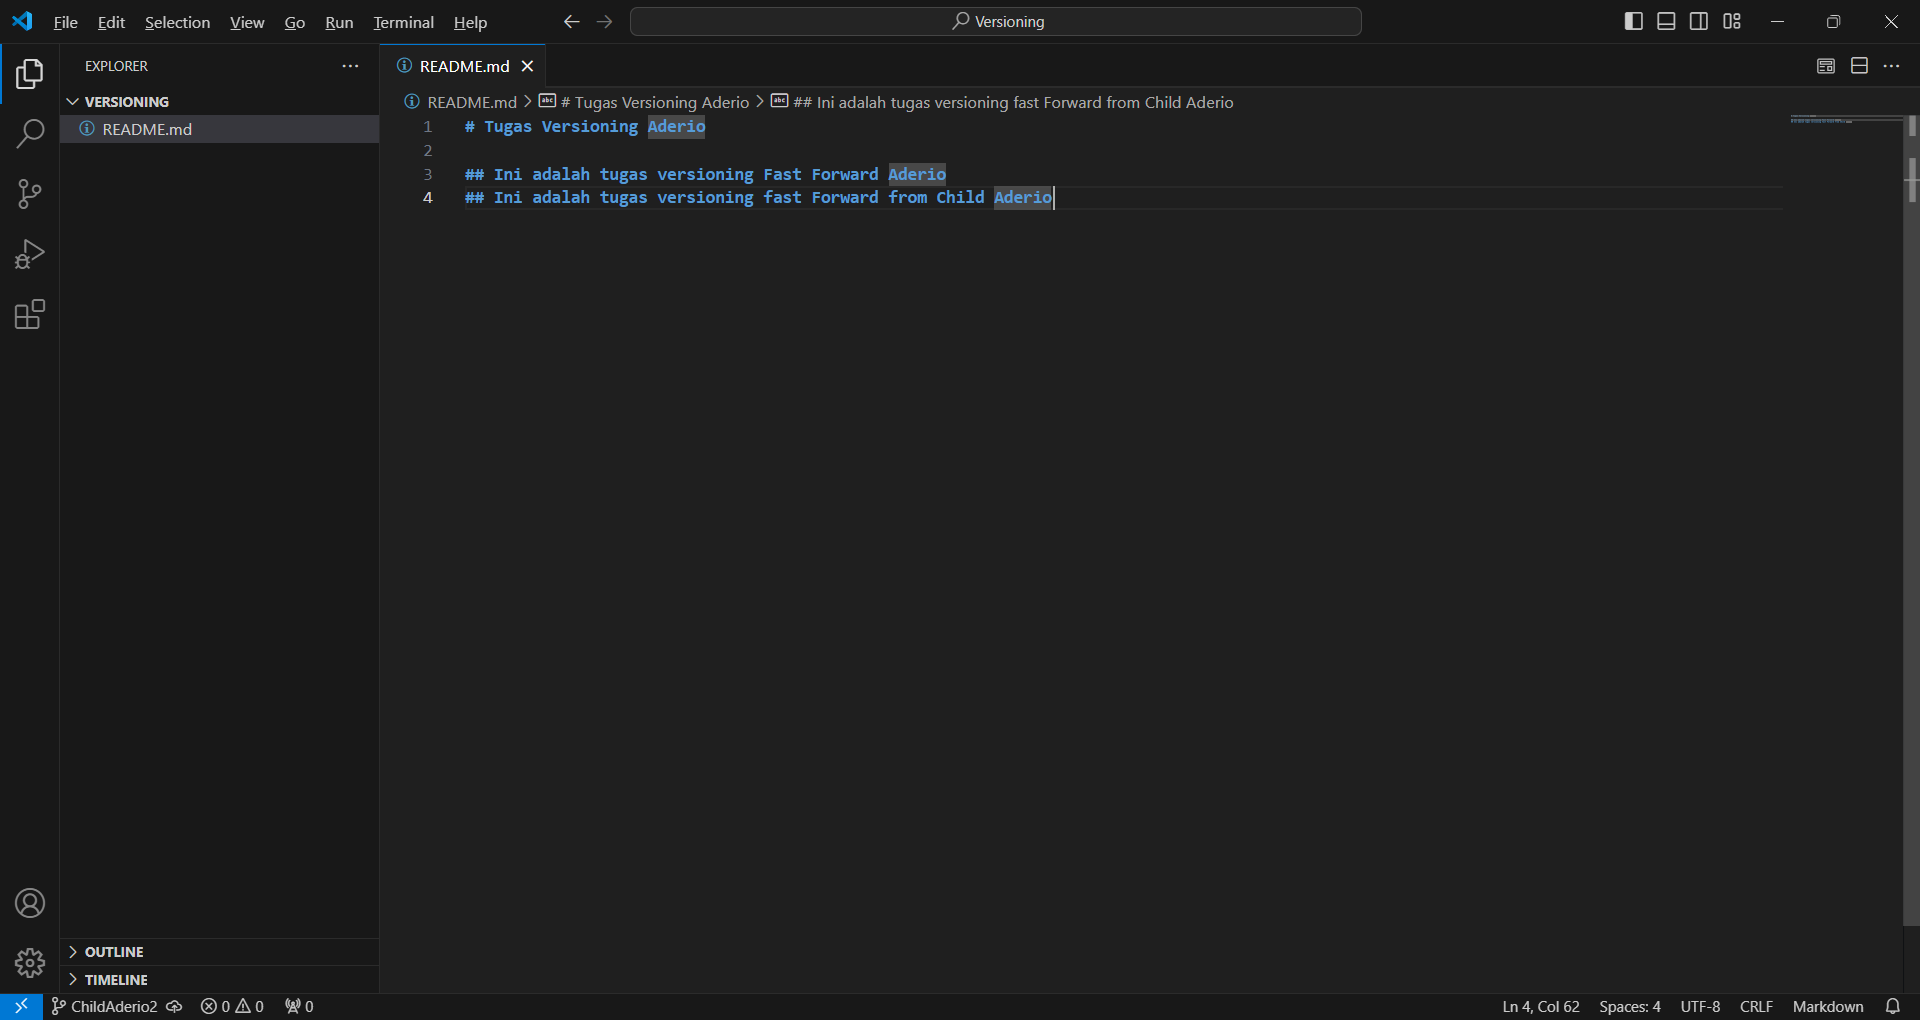 File Edit Selection View Go Run Terminal Help
Versioning
EXPLORER
README.md
VERSIONING
README.md
README.md > # Tugas Versioning Aderio > ## Ini adalah tugas versioning fast Forward from Child Aderio
1 # Tugas Versioning Aderio
2
3 ## Ini adalah tugas versioning Fast Forward Aderio
4 ## Ini adalah tugas versioning fast Forward from Child Aderio
OUTLINE
TIMELINE
ChildAderio2 0 0 0 Ln 4, Col 62 Spaces: 4 UTF-8 CRLF Markdown